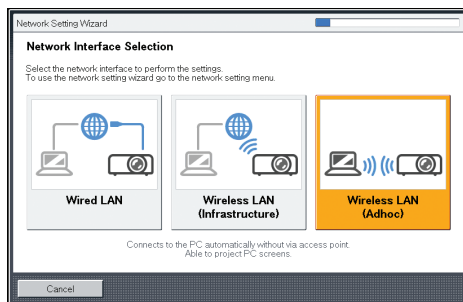 Network Setting Wizard
Network Interface Selection
Select the network interface to perform the settings.
To use the network setting wizard go to the network setting menu.
Wired LAN
Wireless LAN
(Infrastructure)
Wireless LAN
(Adhoc)
Connects to the PC automatically without via access point.
Able to project PC screens.
Cancel